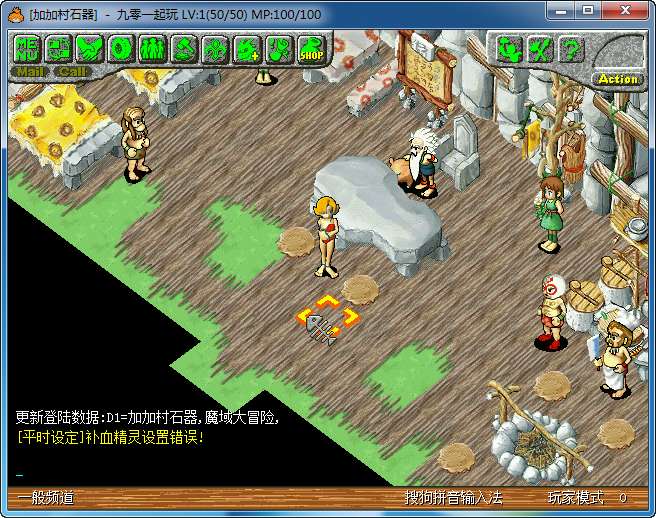 [加加村石器] - 九零一起玩 LV:1(50/50) MP:100/100
MENU
SHOP
Mail Call
Action
更新登陆数据:D1=加加村石器,魔域大冒险,
[平时设定]补血精灵设置错误!
_
一般频道 搜狗拼音输入法 玩家模式 0